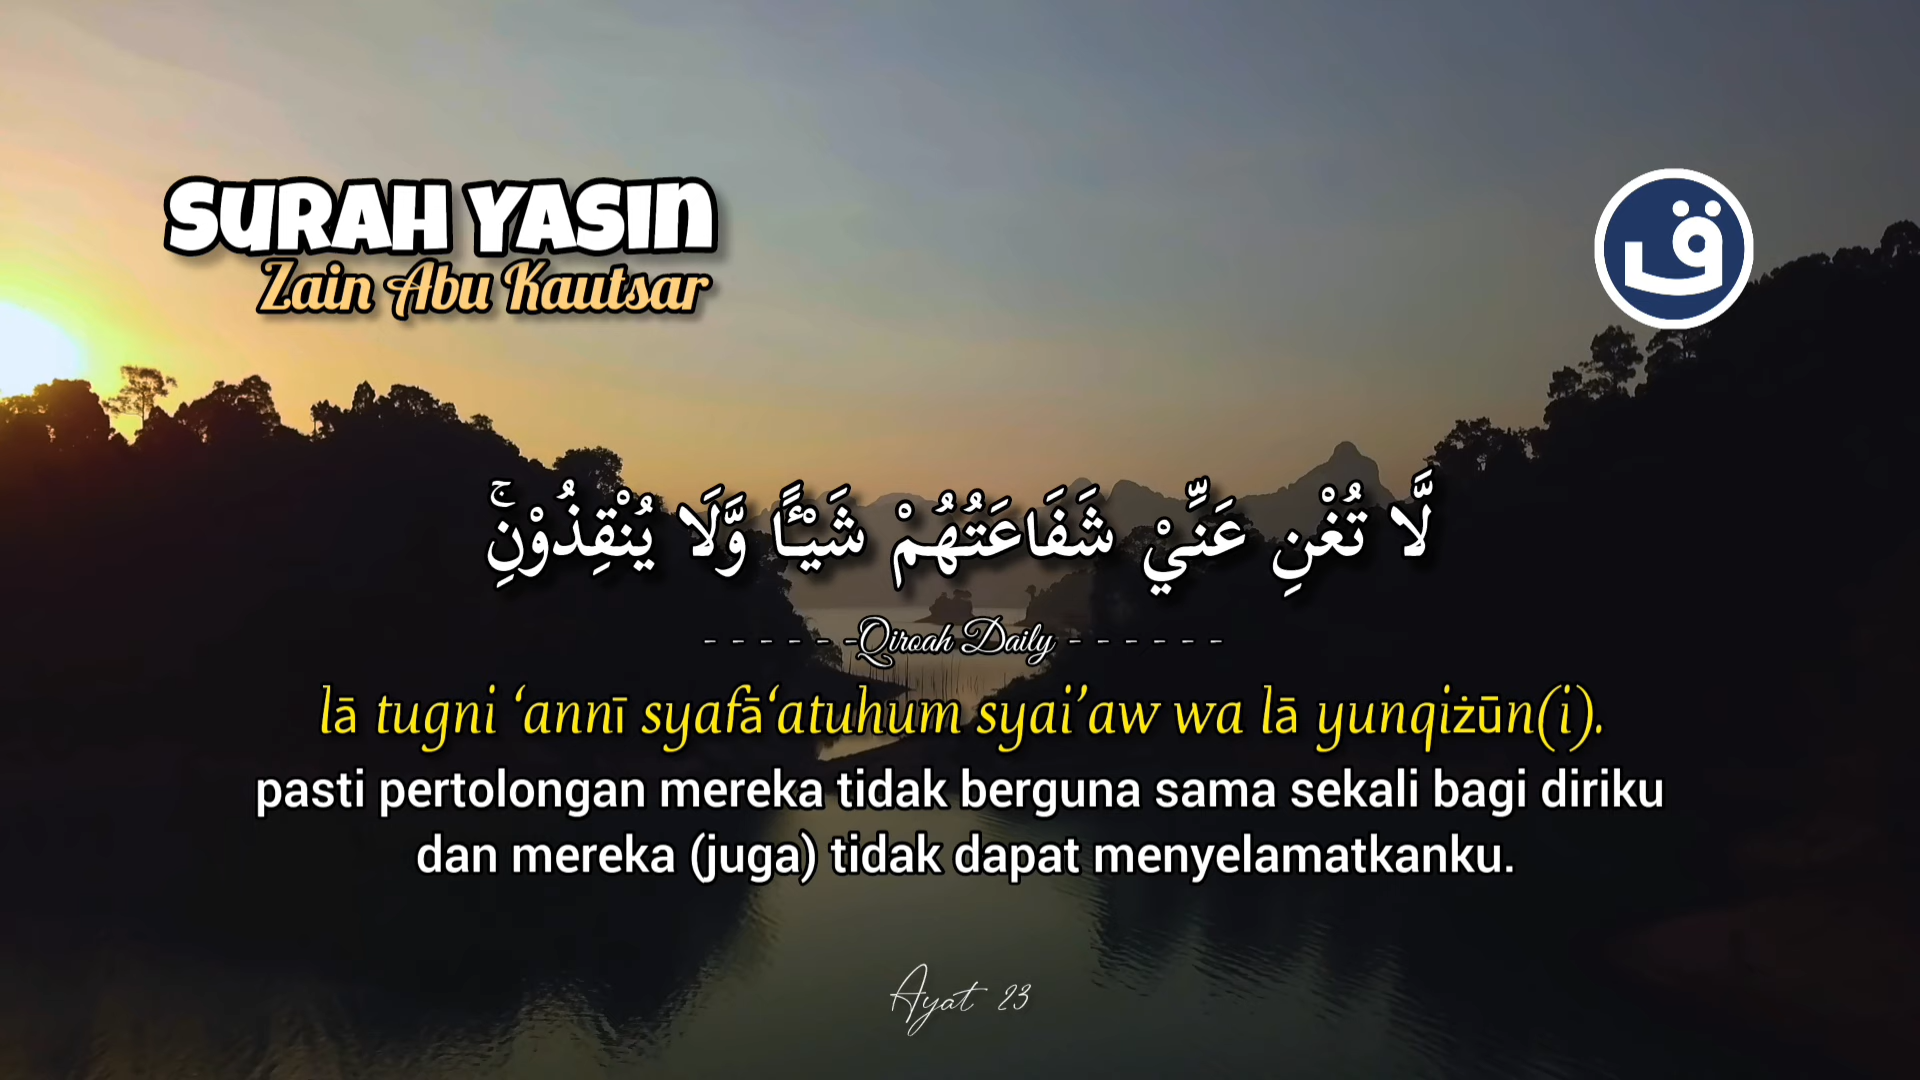 SURAH YASIN
Zain Abu Kautsar
ق
لَّا تُغْنِ عَنِّيْ شَفَاعَتُهُمْ شَيْـًٔا وَّلَا يُنْقِذُوْنِۚ
- - - - - -Qiroah Daily - - - - - -
lā tugni ‘annī syafā‘atuhum syai’aw wa lā yunqiżūn(i).
pasti pertolongan mereka tidak berguna sama sekali bagi diriku
dan mereka (juga) tidak dapat menyelamatkanku.
Ayat 23